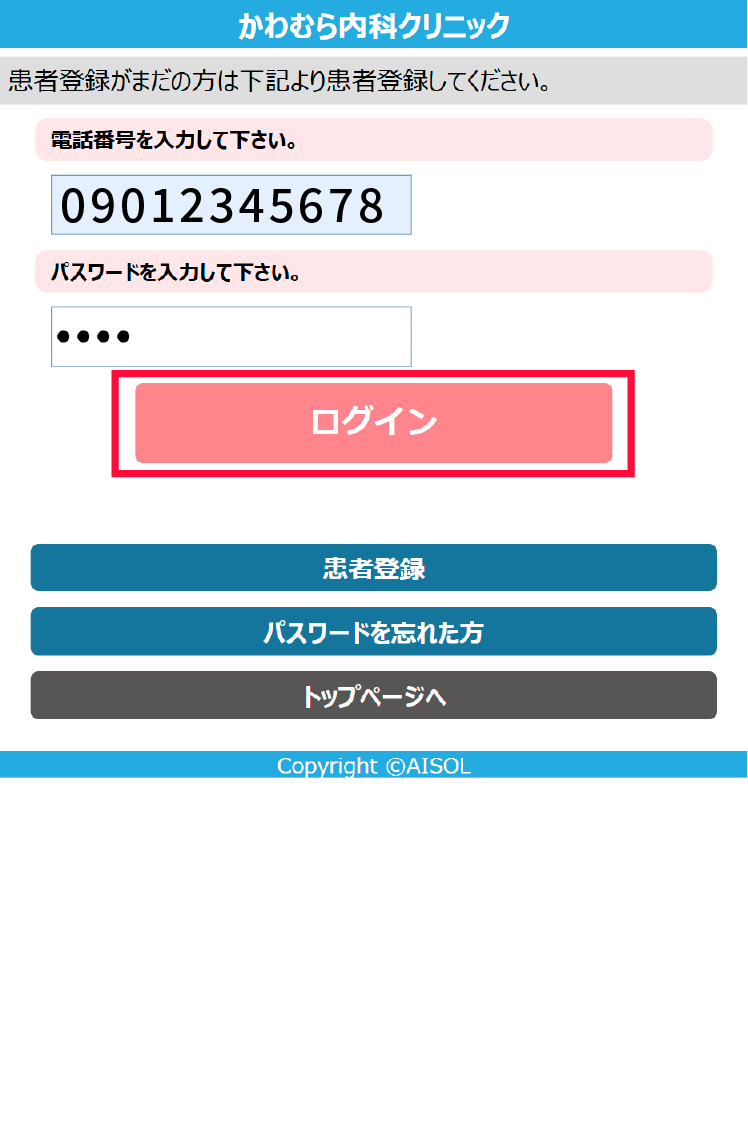 かわむら内科クリニック
患者登録がまだの方は下記より患者登録してください。
電話番号を入力して下さい。
09012345678
パスワードを入力して下さい。
••••
ログイン
患者登録
パスワードを忘れた方
トップページへ
Copyright ©AISOL